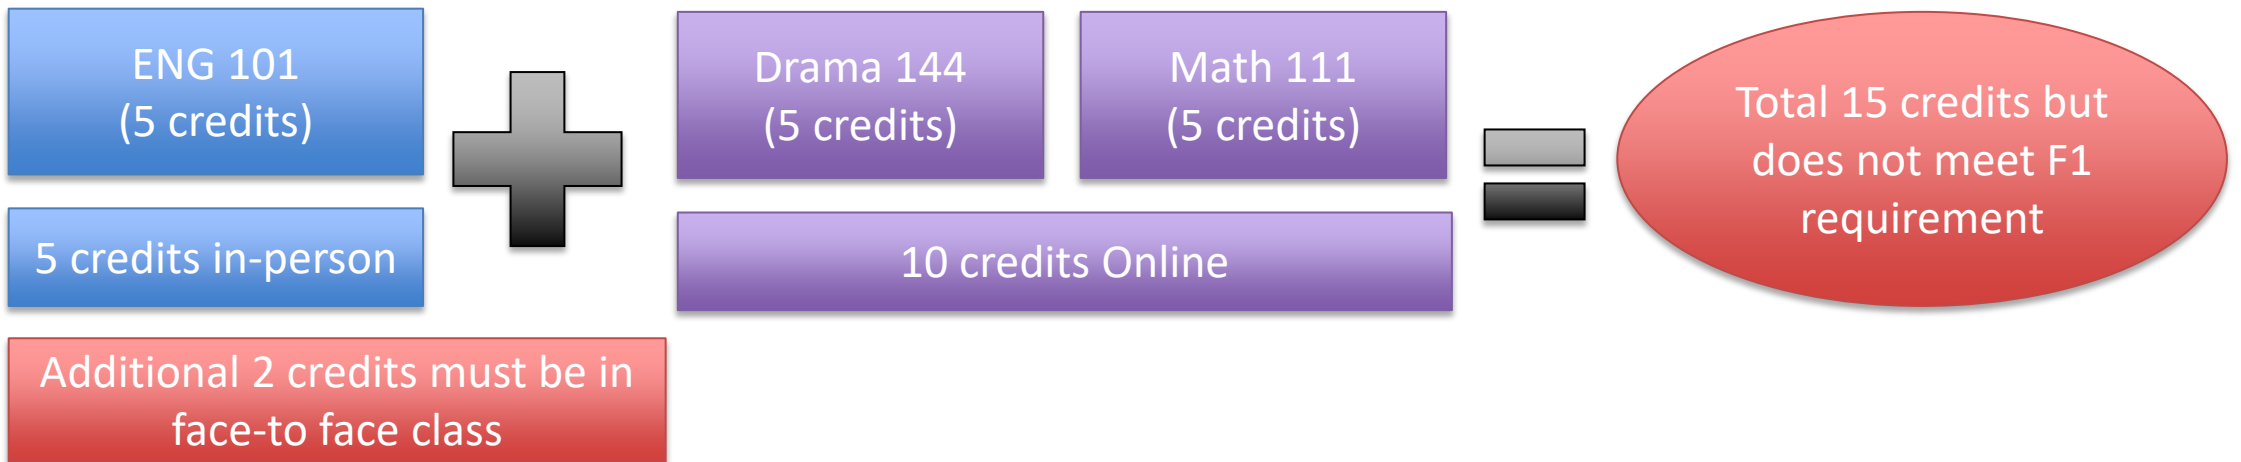 ENG 101
(5 credits)
Drama 144
(5 credits)
Math 111
(5 credits)
Total 15 credits but
does not meet F1
requirement
5 credits in-person
10 credits Online
Additional 2 credits must be in
face-to face class